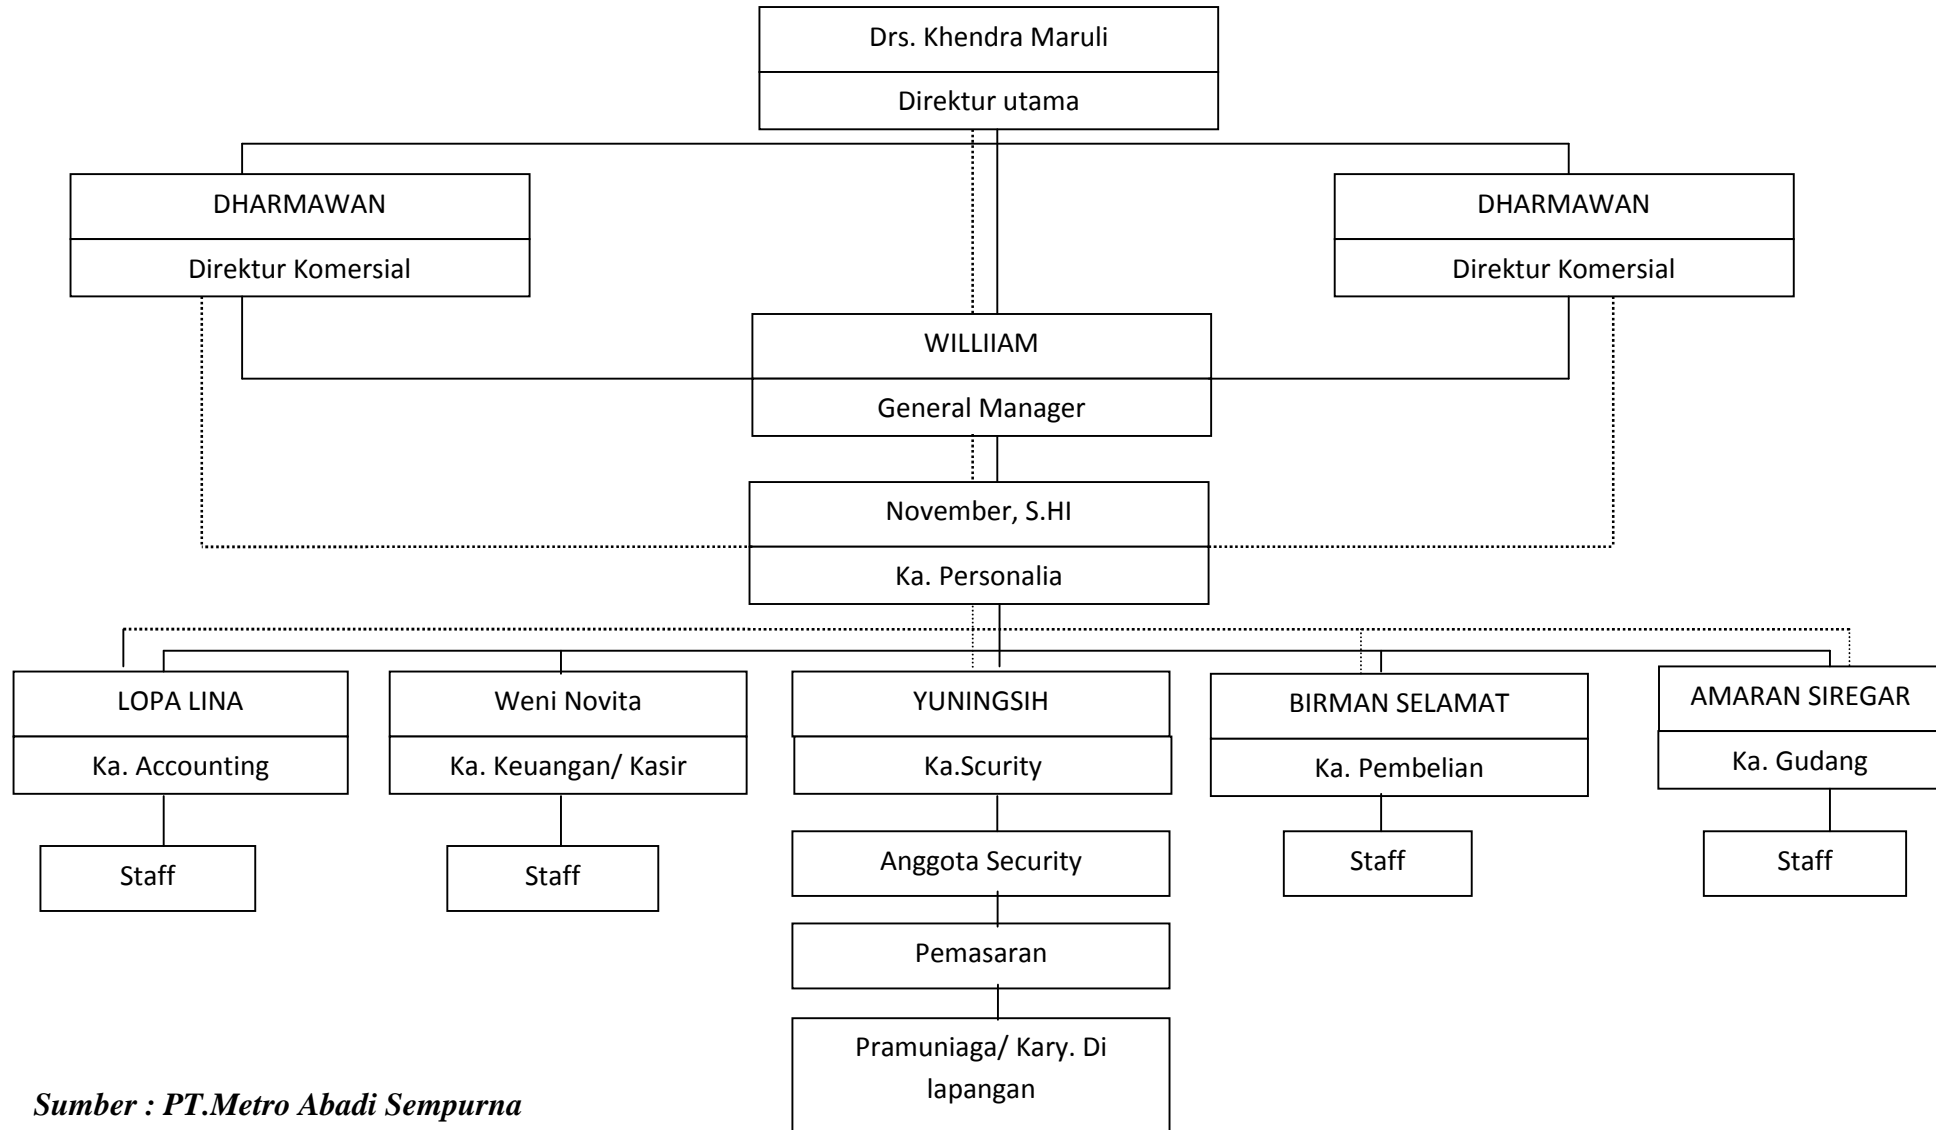 Drs. Khendra Maruli
Direktur utama
DHARMAWAN
Direktur Komersial
DHARMAWAN
Direktur Komersial
WILLIIAM
General Manager
November, S.HI
Ka. Personalia
LOPA LINA
Ka. Accounting
Weni Novita
Ka. Keuangan/ Kasir
YUNINGSIH
Ka.Scurity
BIRMAN SELAMAT
Ka. Pembelian
AMARAN SIREGAR
Ka. Gudang
Staff
Staff
Anggota Security
Staff
Staff
Pemasaran
Pramuniaga/ Kary. Di
lapangan
Sumber : PT.Metro Abadi Sempurna